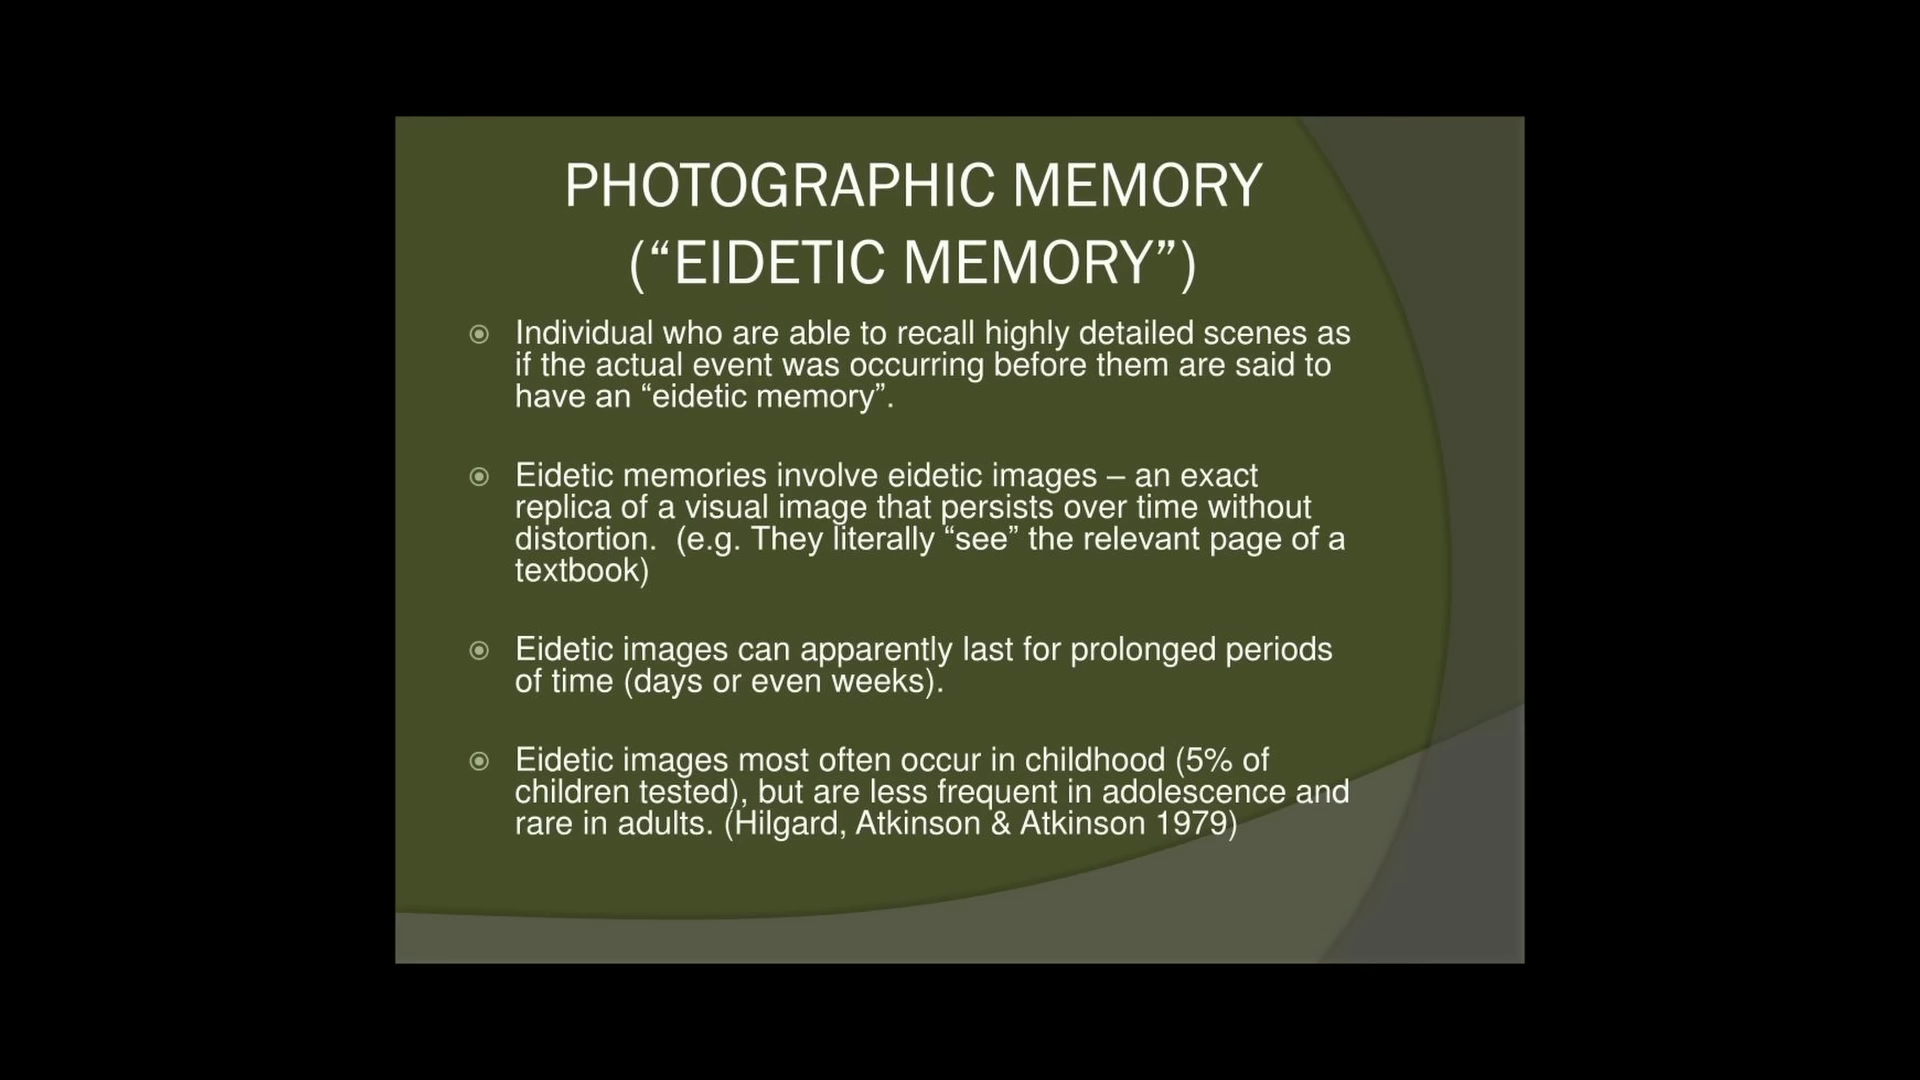 PHOTOGRAPHIC MEMORY
(“EIDETIC MEMORY”)
Individual who are able to recall highly detailed scenes as
if the actual event was occurring before them are said to
have an “eidetic memory”.
Eidetic memories involve eidetic images – an exact
replica of a visual image that persists over time without
distortion.  (e.g. They literally “see” the relevant page of a
textbook)
Eidetic images can apparently last for prolonged periods
of time (days or even weeks).
Eidetic images most often occur in childhood (5% of
children tested), but are less frequent in adolescence and
rare in adults. (Hilgard, Atkinson & Atkinson 1979)